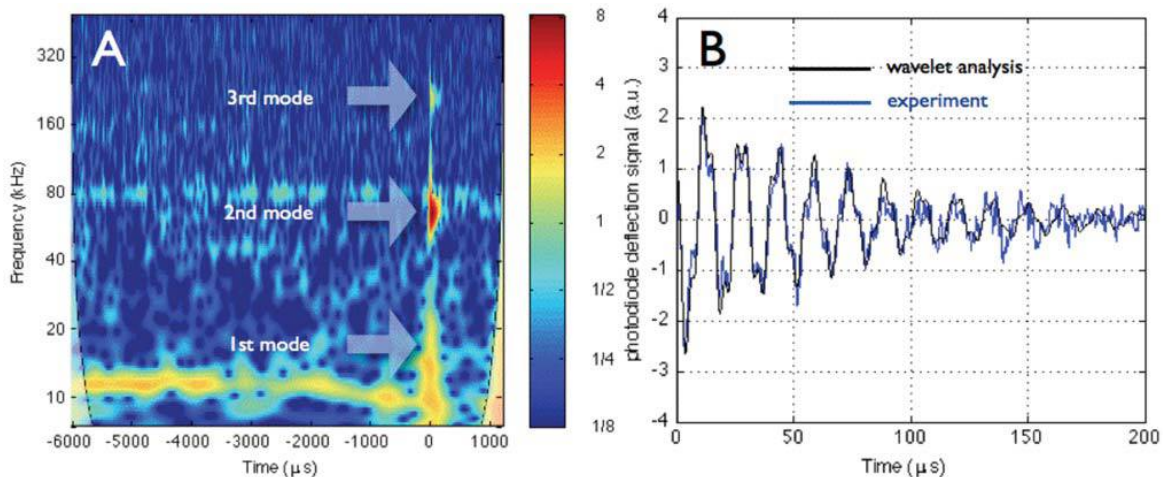 A
Frequency (kHz)
320
160
80
40
20
10
3rd mode
2nd mode
1st mode
-6000 -5000 -4000 -3000 -2000 -1000 0 1000
Time (μs)
8
4
2
1
1/2
1/4
1/8
B
wavelet analysis
experiment
photodiode deflection signal (a.u.)
4
3
2
1
0
-1
-2
-3
-4
0 50 100 150 200
Time (μs)